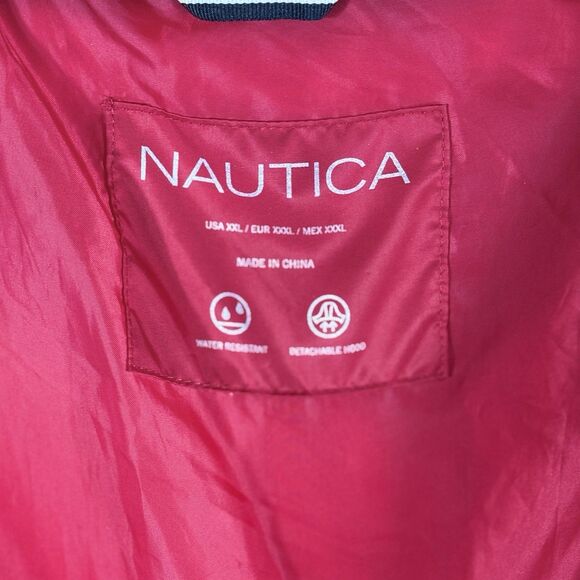 NAUTICA
USA XXL / EUR XXXL / MEX XXXL
MADE IN CHINA
WATER RESISTANT
DETACHABLE HOOD